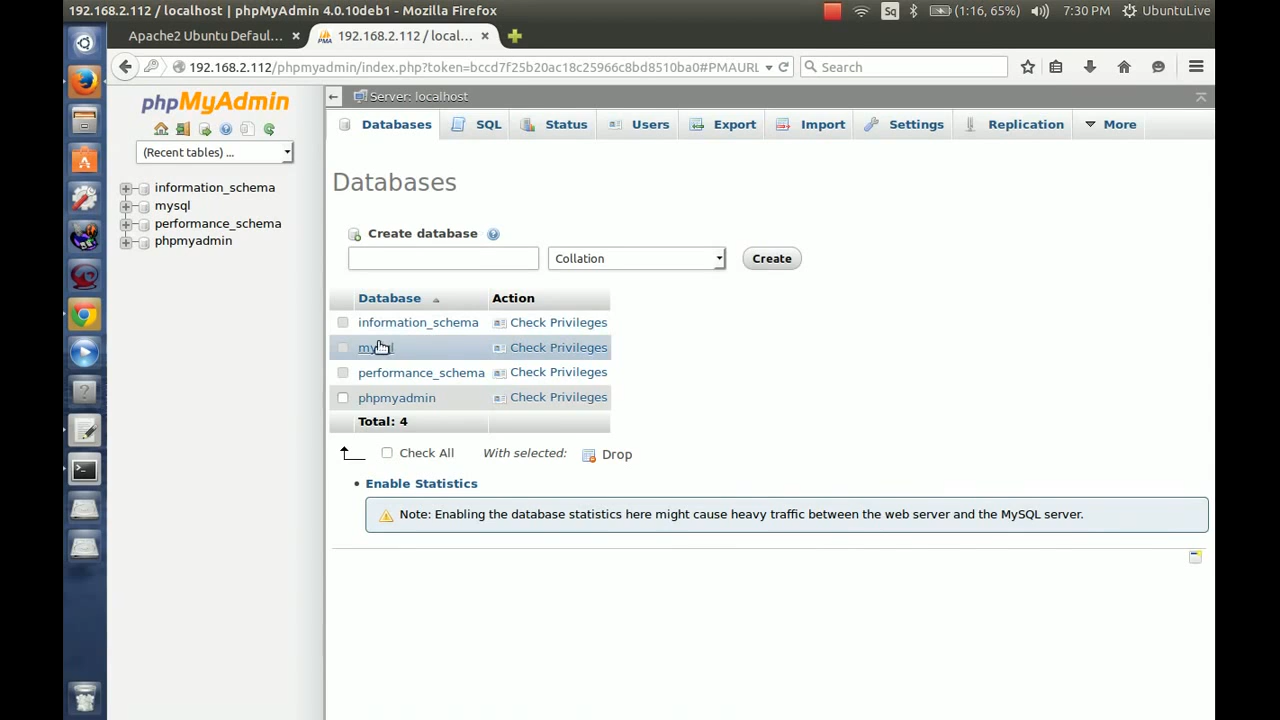 192.168.2.112 / localhost | phpMyAdmin 4.0.10deb1 - Mozilla Firefox
Sq
(1:16, 65%)
7:30 PM
UbuntuLive
Apache2 Ubuntu Defaul...
192.168.2.112 / local...
192.168.2.112/phpmyadmin/index.php?token=bccd7f25b20ac18c25966c8bd8510ba0#PMAURL
Search
phpMyAdmin
(Recent tables) ...
information_schema
mysql
performance_schema
phpmyadmin
Server: localhost
Databases
SQL
Status
Users
Export
Import
Settings
Replication
More
Databases
Create database
Collation
Create
Database Action
information_schema Check Privileges
Check Privileges
performance_schema Check Privileges
phpmyadmin Check Privileges
Total: 4
Check All With selected: Drop
Enable Statistics
Note: Enabling the database statistics here might cause heavy traffic between the web server and the MySQL server.